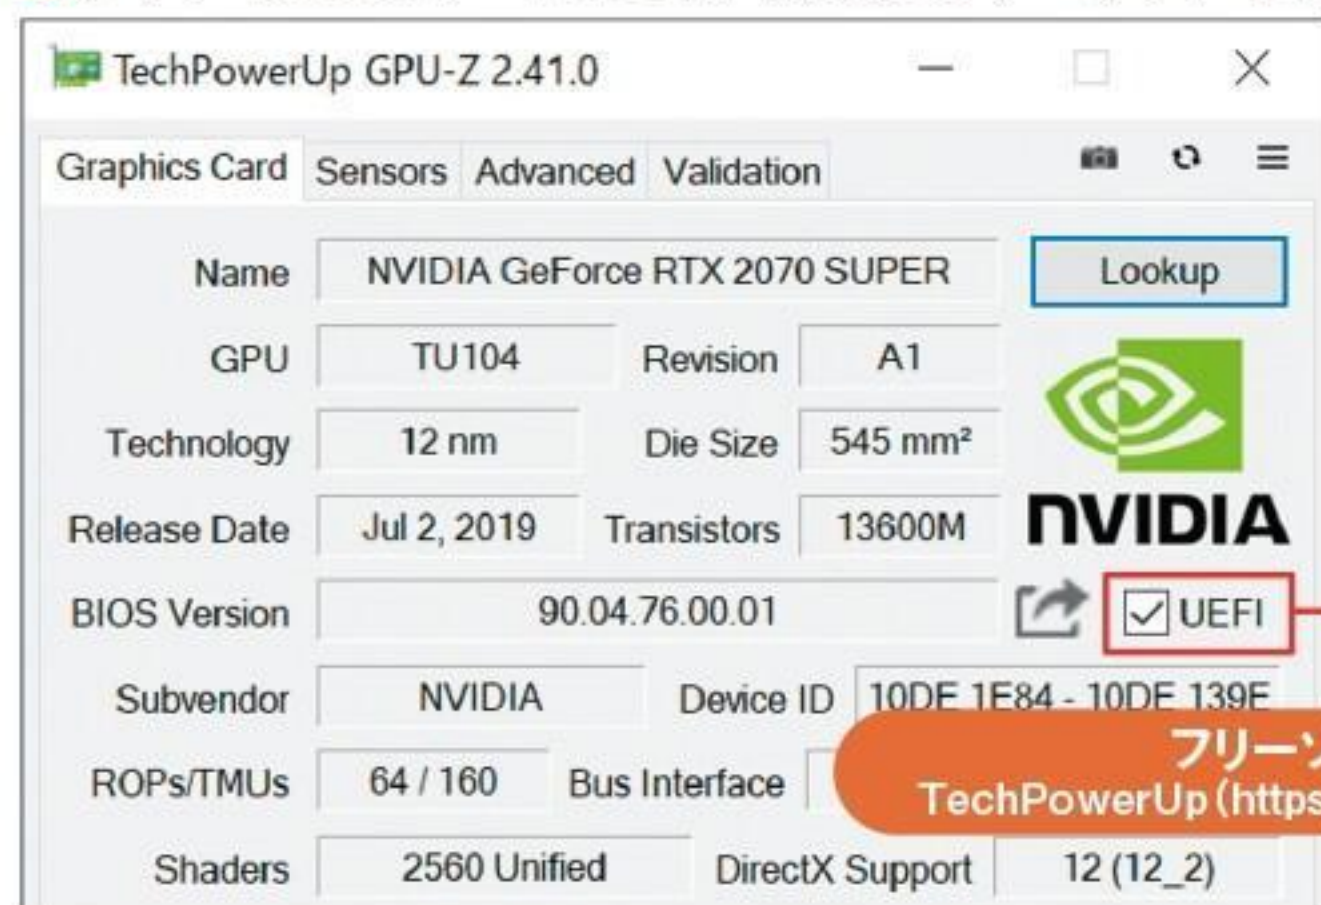 TechPowerUp GPU-Z 2.41.0
Graphics Card Sensors Advanced Validation
Name NVIDIA GeForce RTX 2070 SUPER Lookup
GPU TU104 Revision A1
Technology 12 nm Die Size 545 mm²
Release Date Jul 2, 2019 Transistors 13600M
NVIDIA
BIOS Version 90.04.76.00.01 UEFI
Subvendor NVIDIA Device ID 10DE 1E84 - 10DE 139E
フリーソ
ROPs/TMUs 64 / 160 Bus Interface
TechPowerUp(https
Shaders 2560 Unified DirectX Support 12 (12_2)